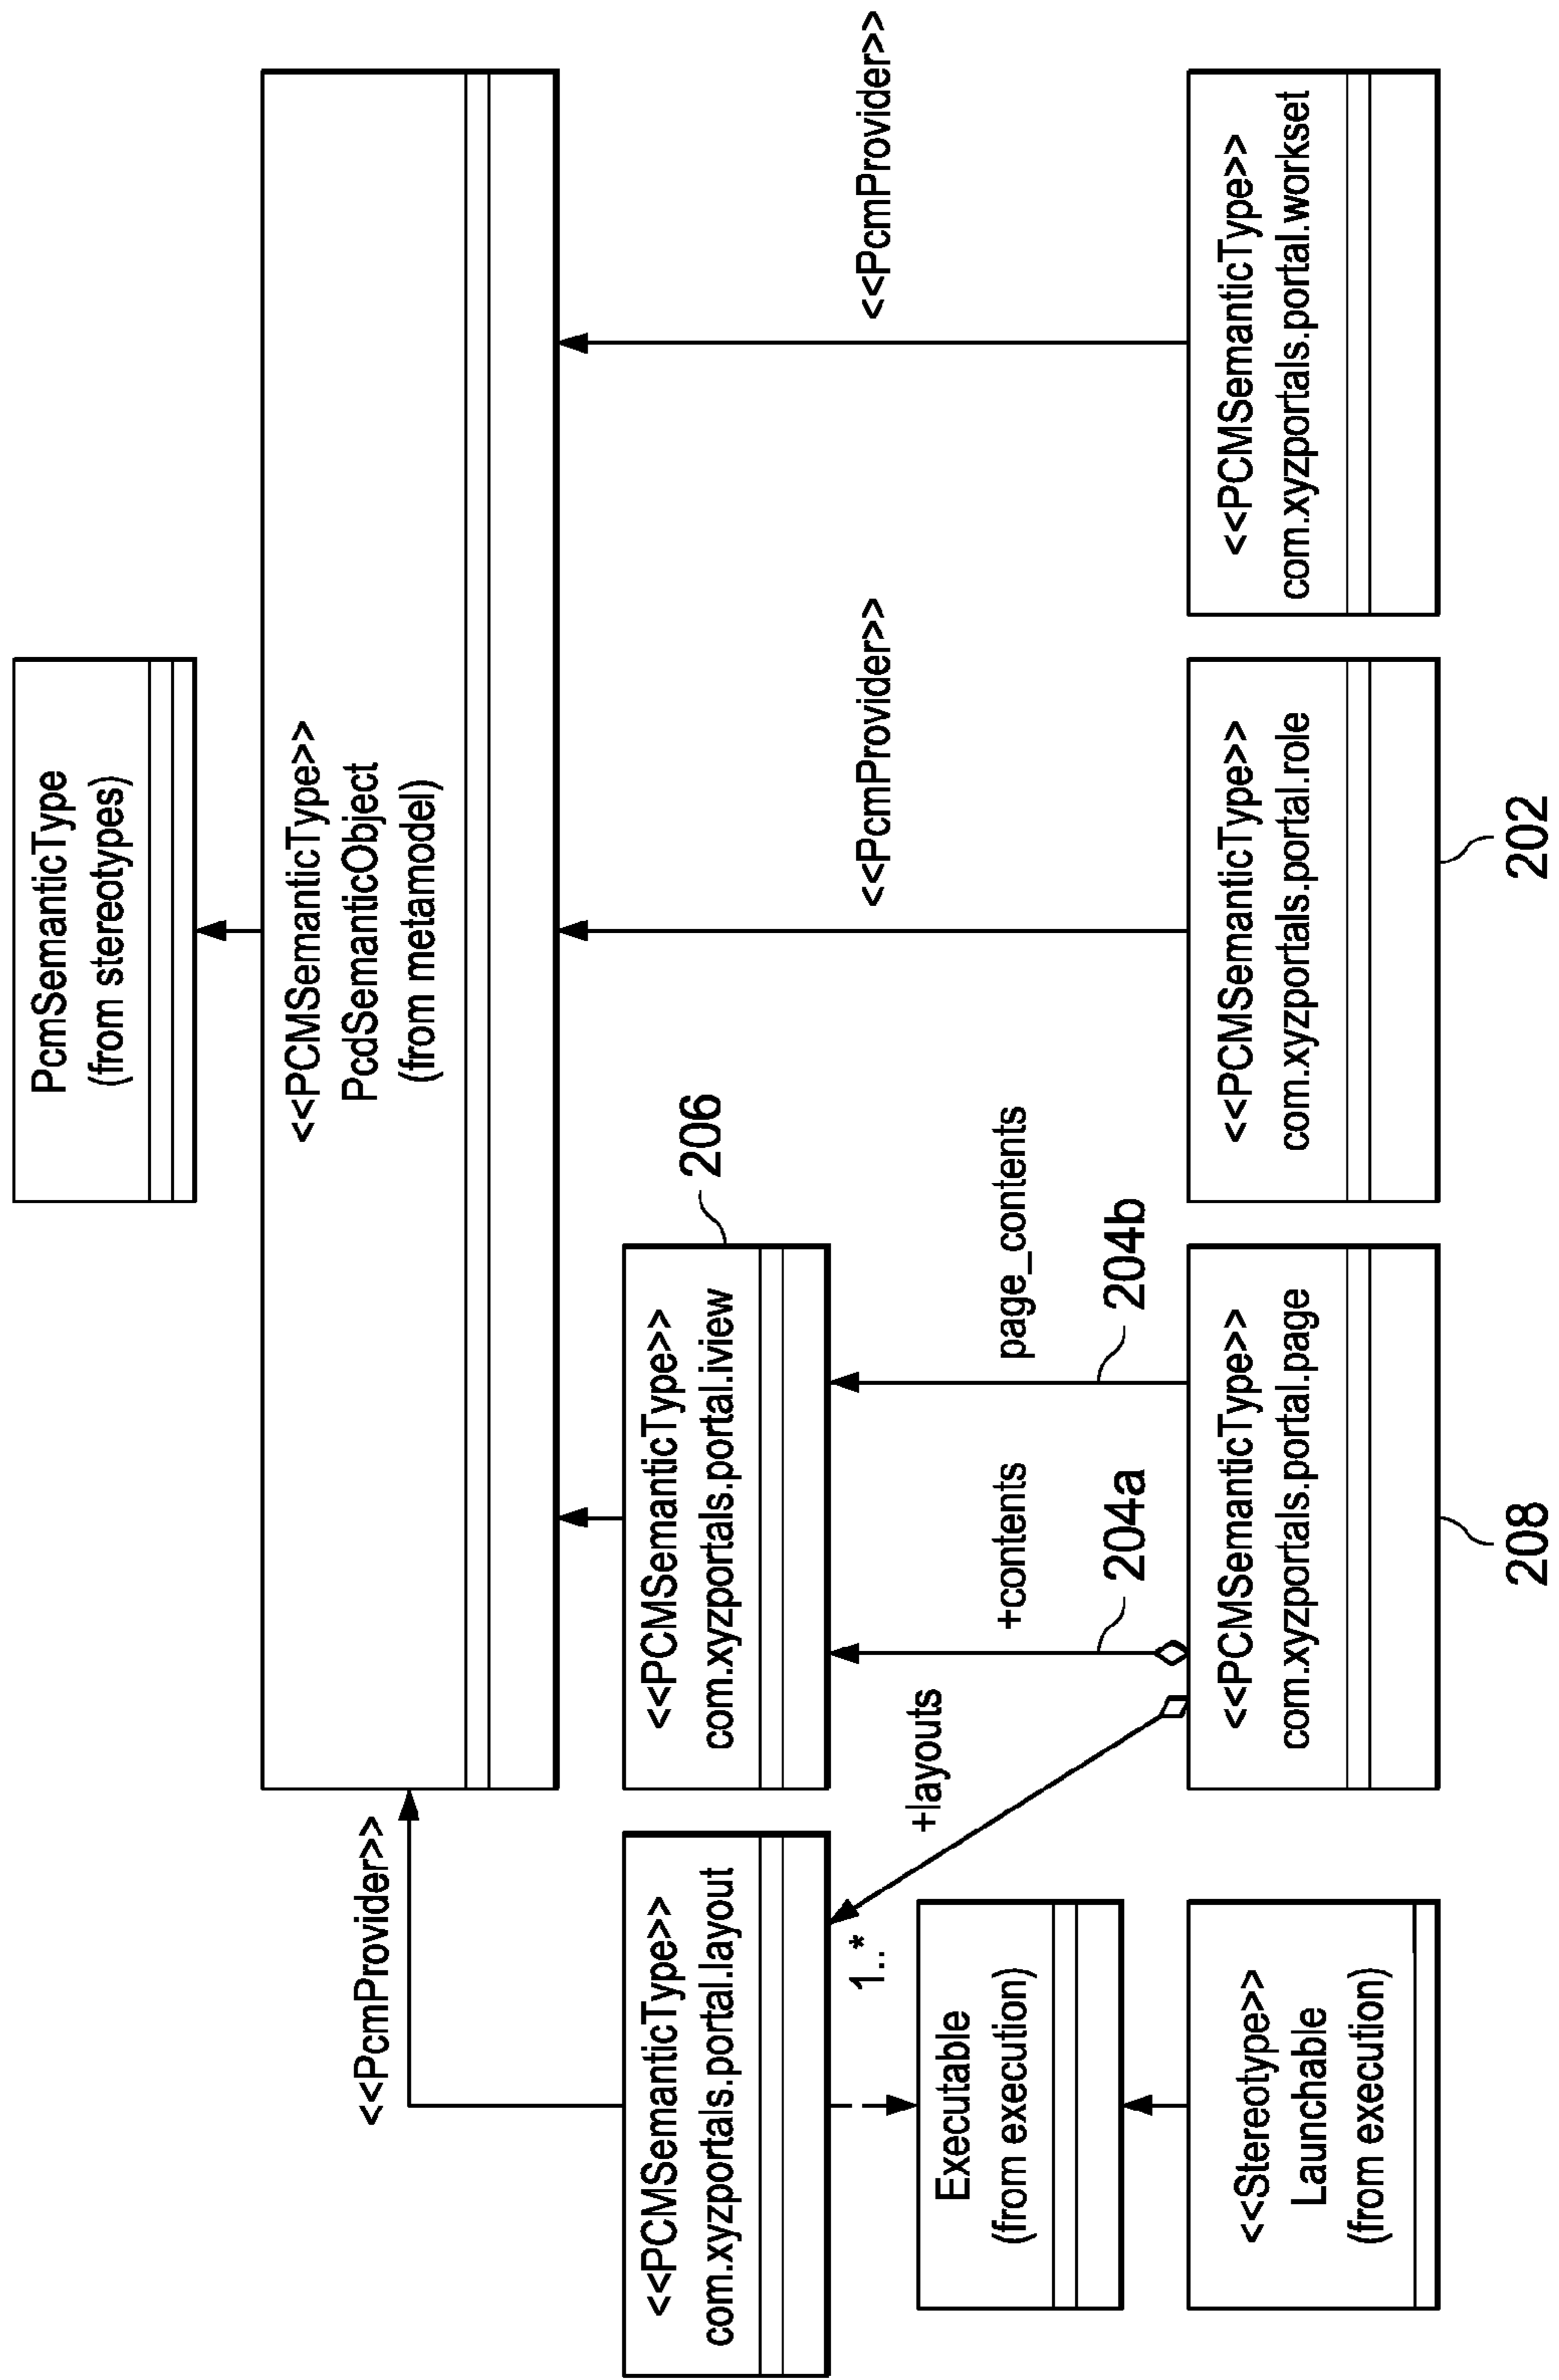 PcmSemanticType
(from stereotypes)
<<PCMSemanticType>>
PcdSemanticObject
(from metamodel)
<<PcmProvider>>
<<PCMSemanticType>>
com.xyzportals.portal.layout
<<PCMSemanticType>>
com.xyzportals.portal.iview
206
<<PcmProvider>>
<<PcmProvider>>
1..*
+layouts
+contents
page_contents
204a
204b
Executable
(from execution)
<<Stereotype>>
Launchable
(from execution)
<<PCMSemanticType>>
com.xyzportals.portal.page
208
<<PCMSemanticType>>
com.xyzportals.portal.role
202
<<PCMSemanticType>>
com.xyzportals.portal.workset